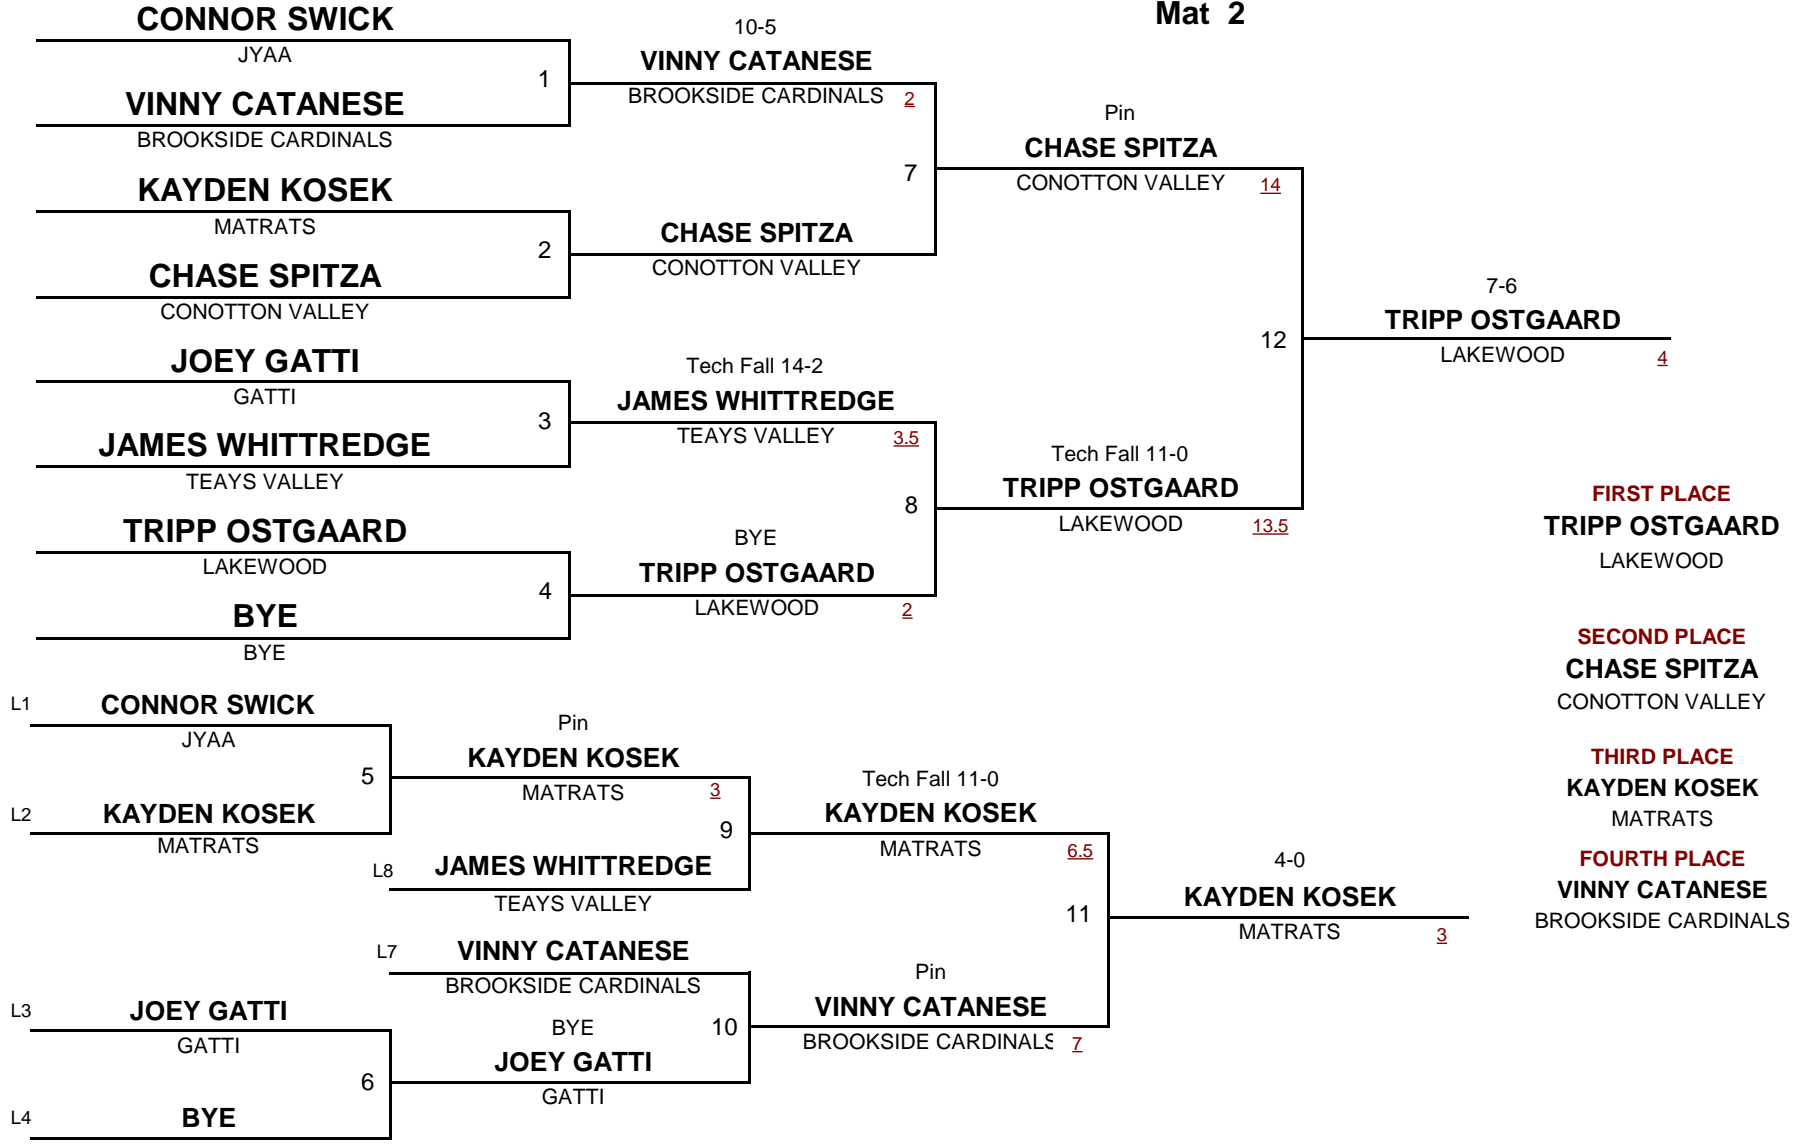 Mat 2
CONNOR SWICK
JYAA
1
VINNY CATANESE
BROOKSIDE CARDINALS
KAYDEN KOSEK
MATRATS
2
CHASE SPITZA
CONOTTON VALLEY
JOEY GATTI
GATTI
3
JAMES WHITTREDGE
TEAYS VALLEY
TRIPP OSTGAARD
LAKEWOOD
4
BYE
BYE
10-5
VINNY CATANESE
BROOKSIDE CARDINALS 2
7
CHASE SPITZA
CONOTTON VALLEY
Tech Fall 14-2
JAMES WHITTREDGE
TEAYS VALLEY 3.5
8
BYE
TRIPP OSTGAARD
LAKEWOOD 2
Pin
CHASE SPITZA
CONOTTON VALLEY 14
12
Tech Fall 11-0
TRIPP OSTGAARD
LAKEWOOD 13.5
7-6
TRIPP OSTGAARD
LAKEWOOD 4
FIRST PLACE
TRIPP OSTGAARD
LAKEWOOD
SECOND PLACE
CHASE SPITZA
CONOTTON VALLEY
THIRD PLACE
KAYDEN KOSEK
MATRATS
FOURTH PLACE
VINNY CATANESE
BROOKSIDE CARDINALS
L1 CONNOR SWICK
JYAA
5
L2 KAYDEN KOSEK
MATRATS
L3 JOEY GATTI
GATTI
6
L4 BYE
Pin
KAYDEN KOSEK
MATRATS 3
9
L8 JAMES WHITTREDGE
TEAYS VALLEY
L7 VINNY CATANESE
BROOKSIDE CARDINALS
10
BYE
JOEY GATTI
GATTI
Tech Fall 11-0
KAYDEN KOSEK
MATRATS 6.5
11
Pin
VINNY CATANESE
BROOKSIDE CARDINALS 7
4-0
KAYDEN KOSEK
MATRATS 3